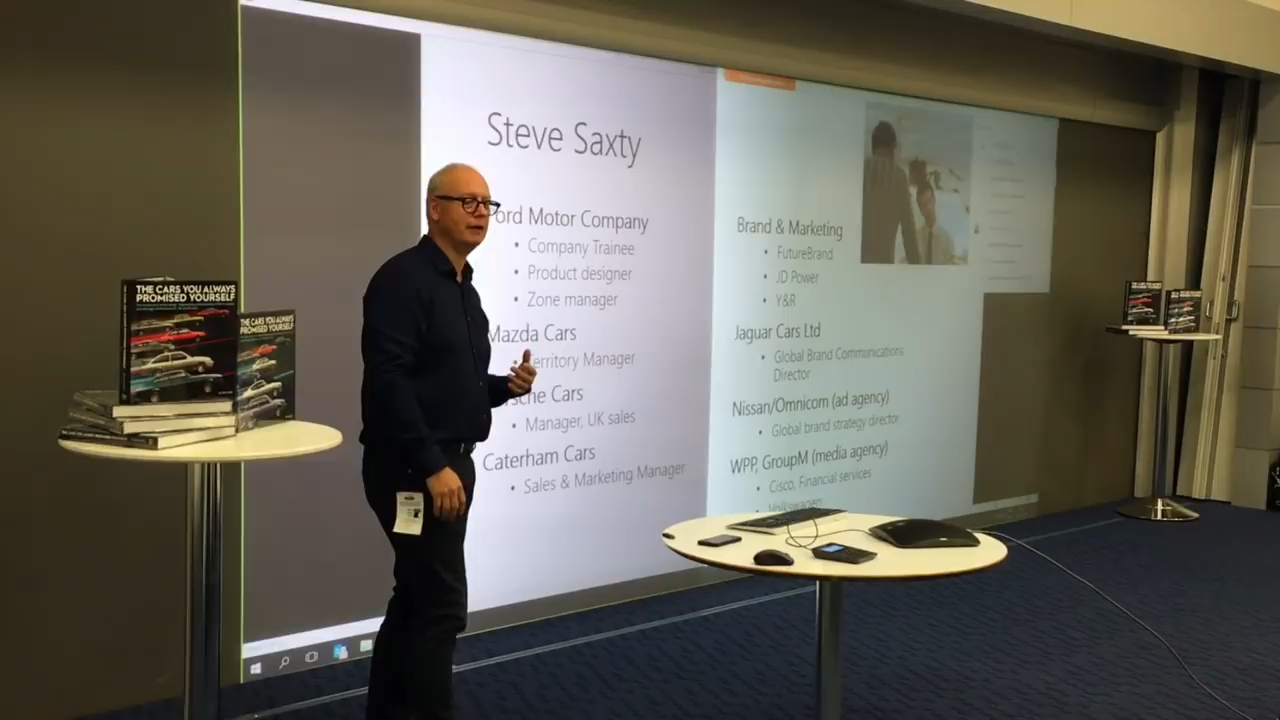 Steve Saxty
ord Motor Company
• Company Trainee
• Product designer
• Zone manager
Mazda Cars
• Territory Manager
rsche Cars
• Manager, UK sales
Caterham Cars
• Sales & Marketing Manager
Brand & Marketing
• FutureBrand
• JD Power
• Y&R
Jaguar Cars Ltd
• Global Brand Communications
Director
Nissan/Omnicom (ad agency)
• Global brand strategy director
WPP, GroupM (media agency)
• Cisco, Financial services
• Volkswagen
THE CARS YOU ALWAYS
PROMISED YOURSELF
THE CARS YOU ALWAYS
PROMISED YOURSELF